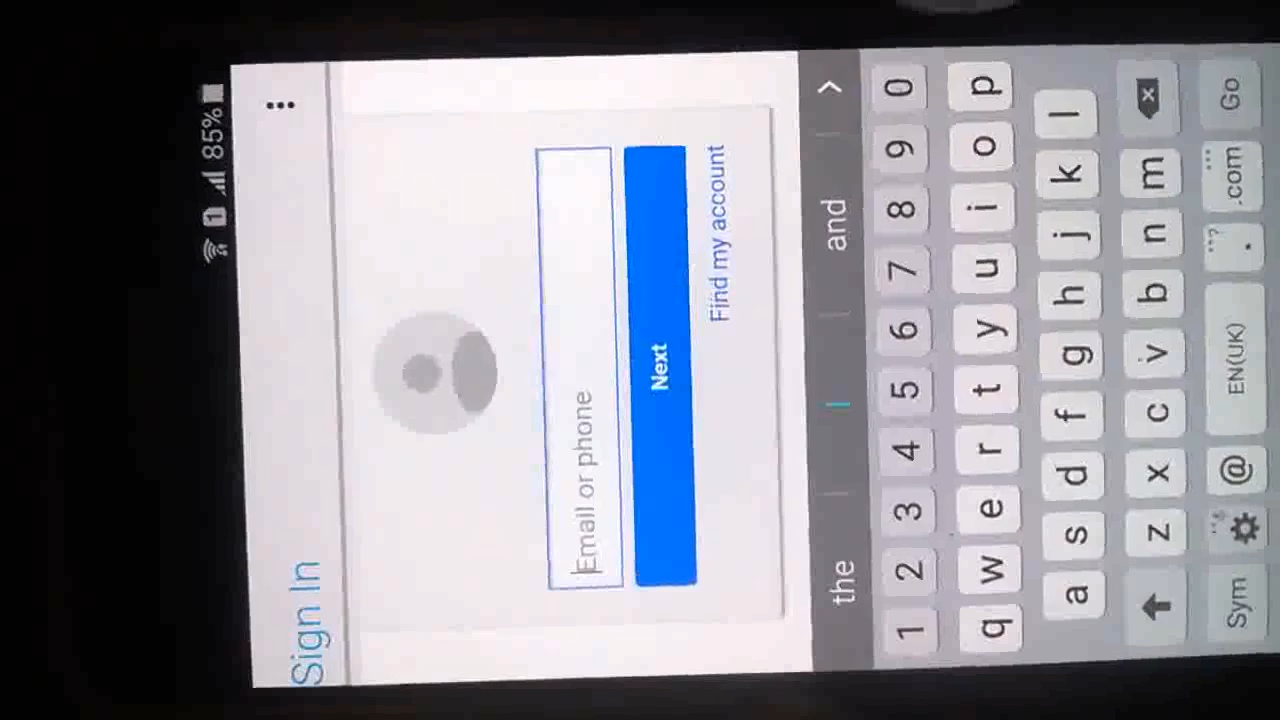 1 85%
Sign In
Email or phone
Next
Find my account
the I and
1 2 3 4 5 6 7 8 9 0
q w e r t y u i o p
a s d f g h j k l
z x c v b n m
Sym @ EN(UK) . .com Go